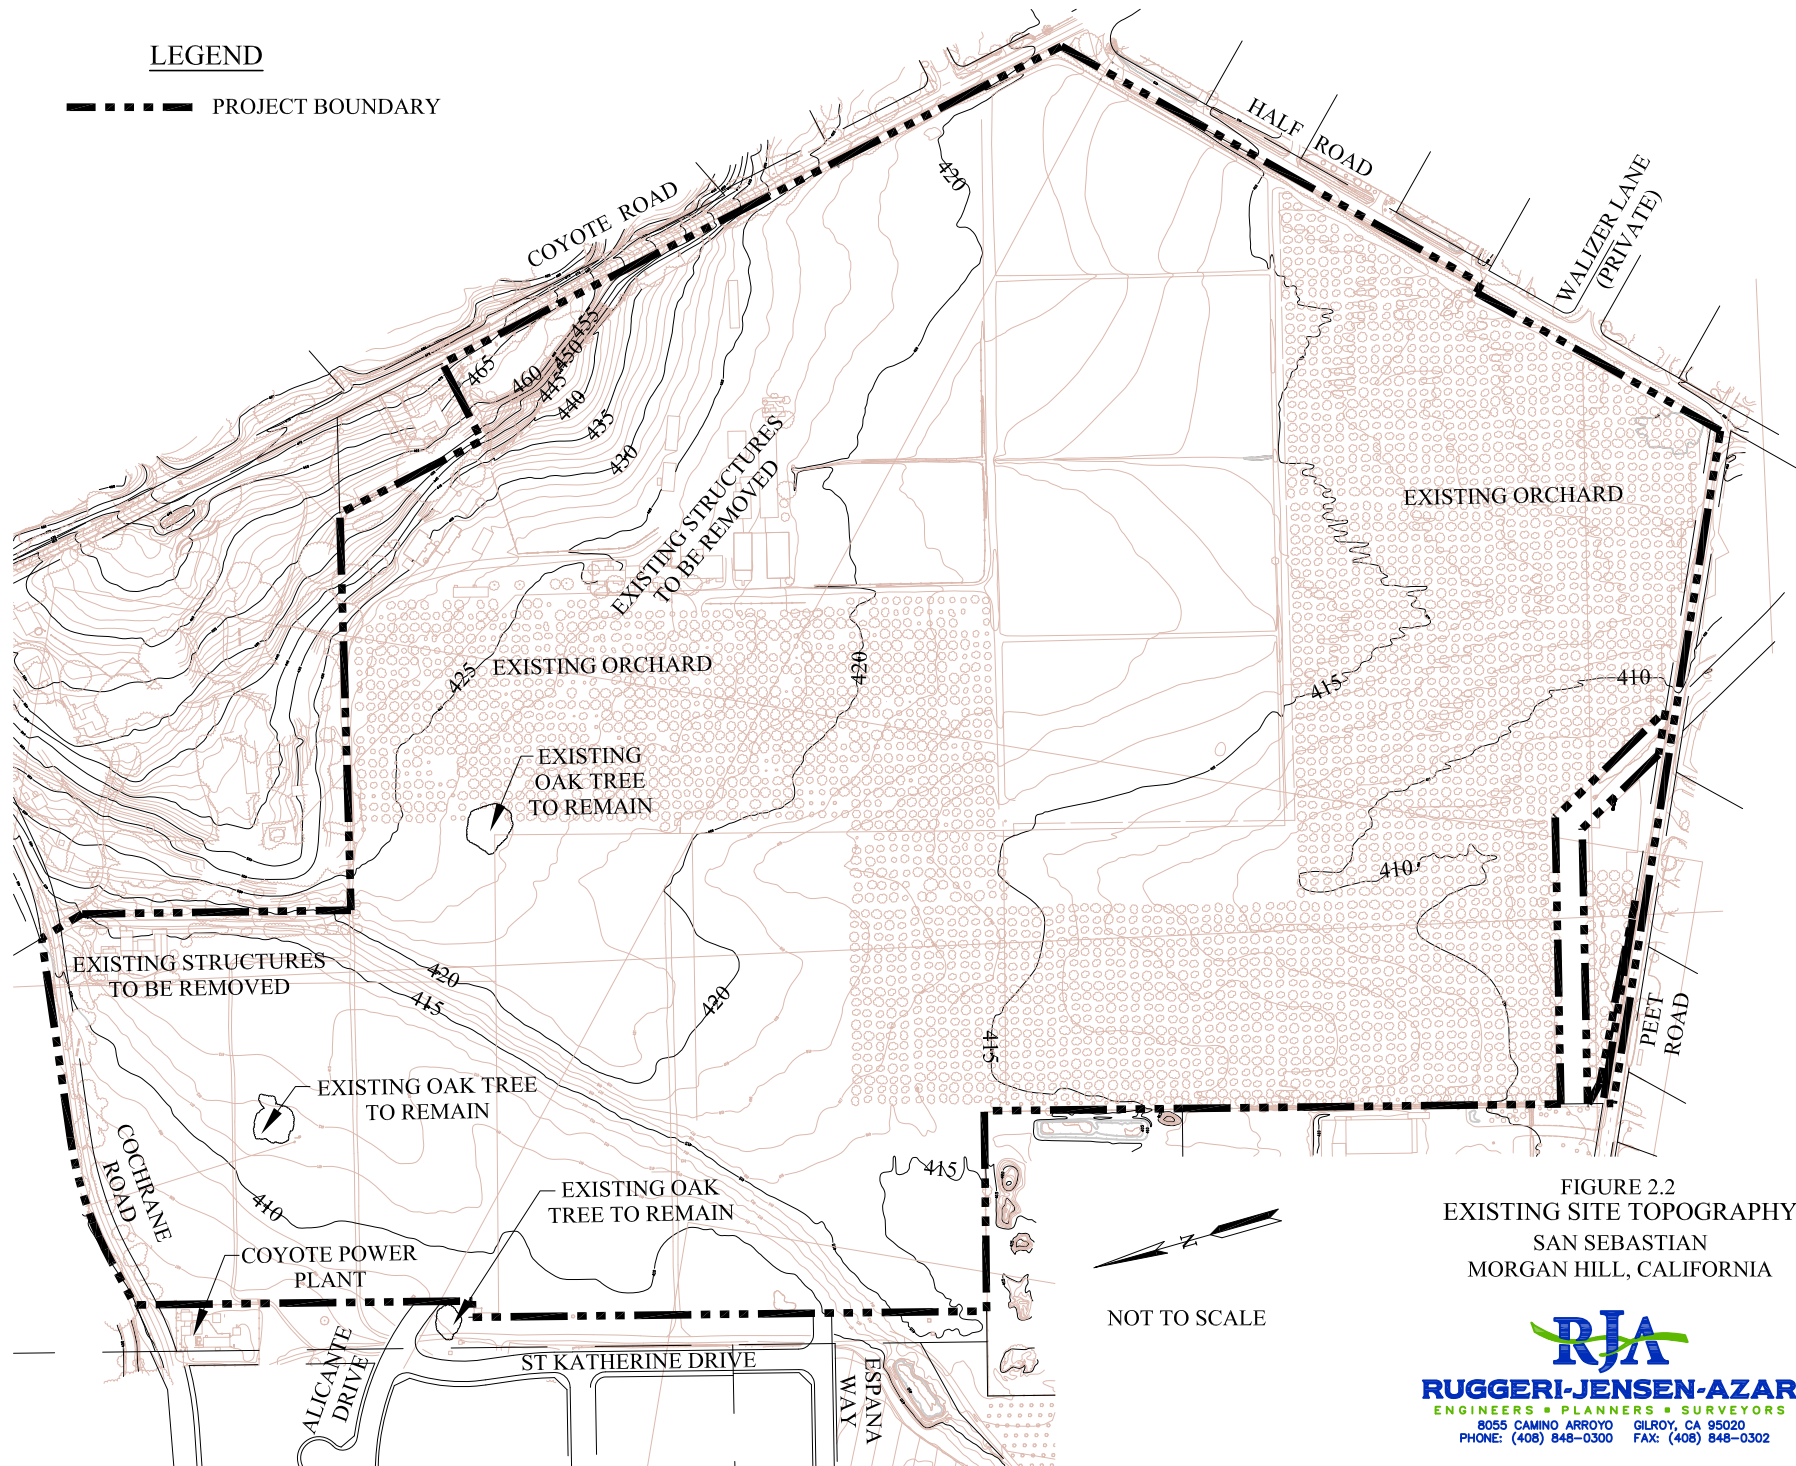 LEGEND
PROJECT BOUNDARY
HALF ROAD
WALIZER LANE
(PRIVATE)
COYOTE ROAD
420
455
450
465
460
445
440
435
430
EXISTING STRUCTURES
TO BE REMOVED
EXISTING ORCHARD
EXISTING ORCHARD
425
420
415
410
EXISTING
OAK TREE
TO REMAIN
410
EXISTING STRUCTURES
TO BE REMOVED
420
415
420
415
PEET
ROAD
EXISTING OAK TREE
TO REMAIN
COCHRANE
ROAD
410
415
EXISTING OAK
TREE TO REMAIN
COYOTE POWER
PLANT
N
NOT TO SCALE
FIGURE 2.2
EXISTING SITE TOPOGRAPHY
SAN SEBASTIAN
MORGAN HILL, CALIFORNIA
ALICANTE
DRIVE
ST KATHERINE DRIVE
ESPANA
WAY
RJA
RUGGERI-JENSEN-AZAR
ENGINEERS ▪ PLANNERS ▪ SURVEYORS
8055 CAMINO ARROYO GILROY, CA 95020
PHONE: (408) 848-0300 FAX: (408) 848-0302